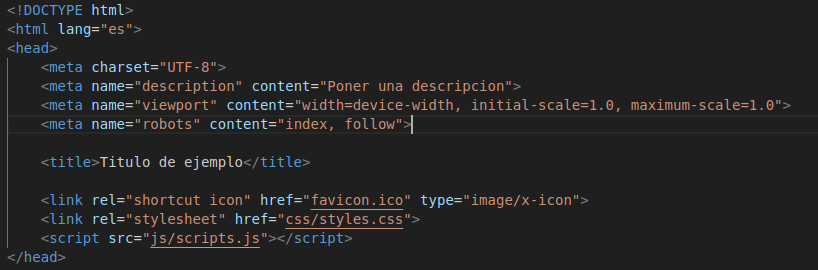 <!DOCTYPE html>
<html lang="es">
<head>
    <meta charset="UTF-8">
    <meta name="description" content="Poner una descripcion">
    <meta name="viewport" content="width=device-width, initial-scale=1.0, maximum-scale=1.0">
    <meta name="robots" content="index, follow">
    <title>Titulo de ejemplo</title>
    <link rel="shortcut icon" href="favicon.ico" type="image/x-icon">
    <link rel="stylesheet" href="css/styles.css">
    <script src="js/scripts.js"></script>
</head>